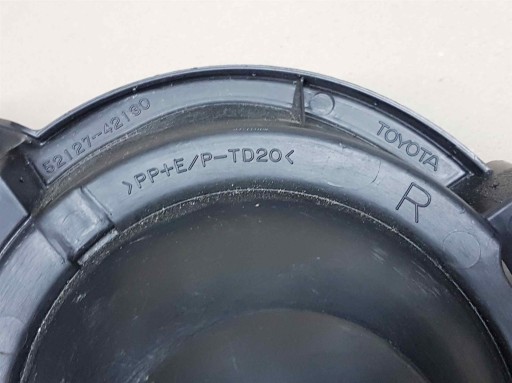 52127-42130
TOYOTA
>PP+E/P-TD20<
R